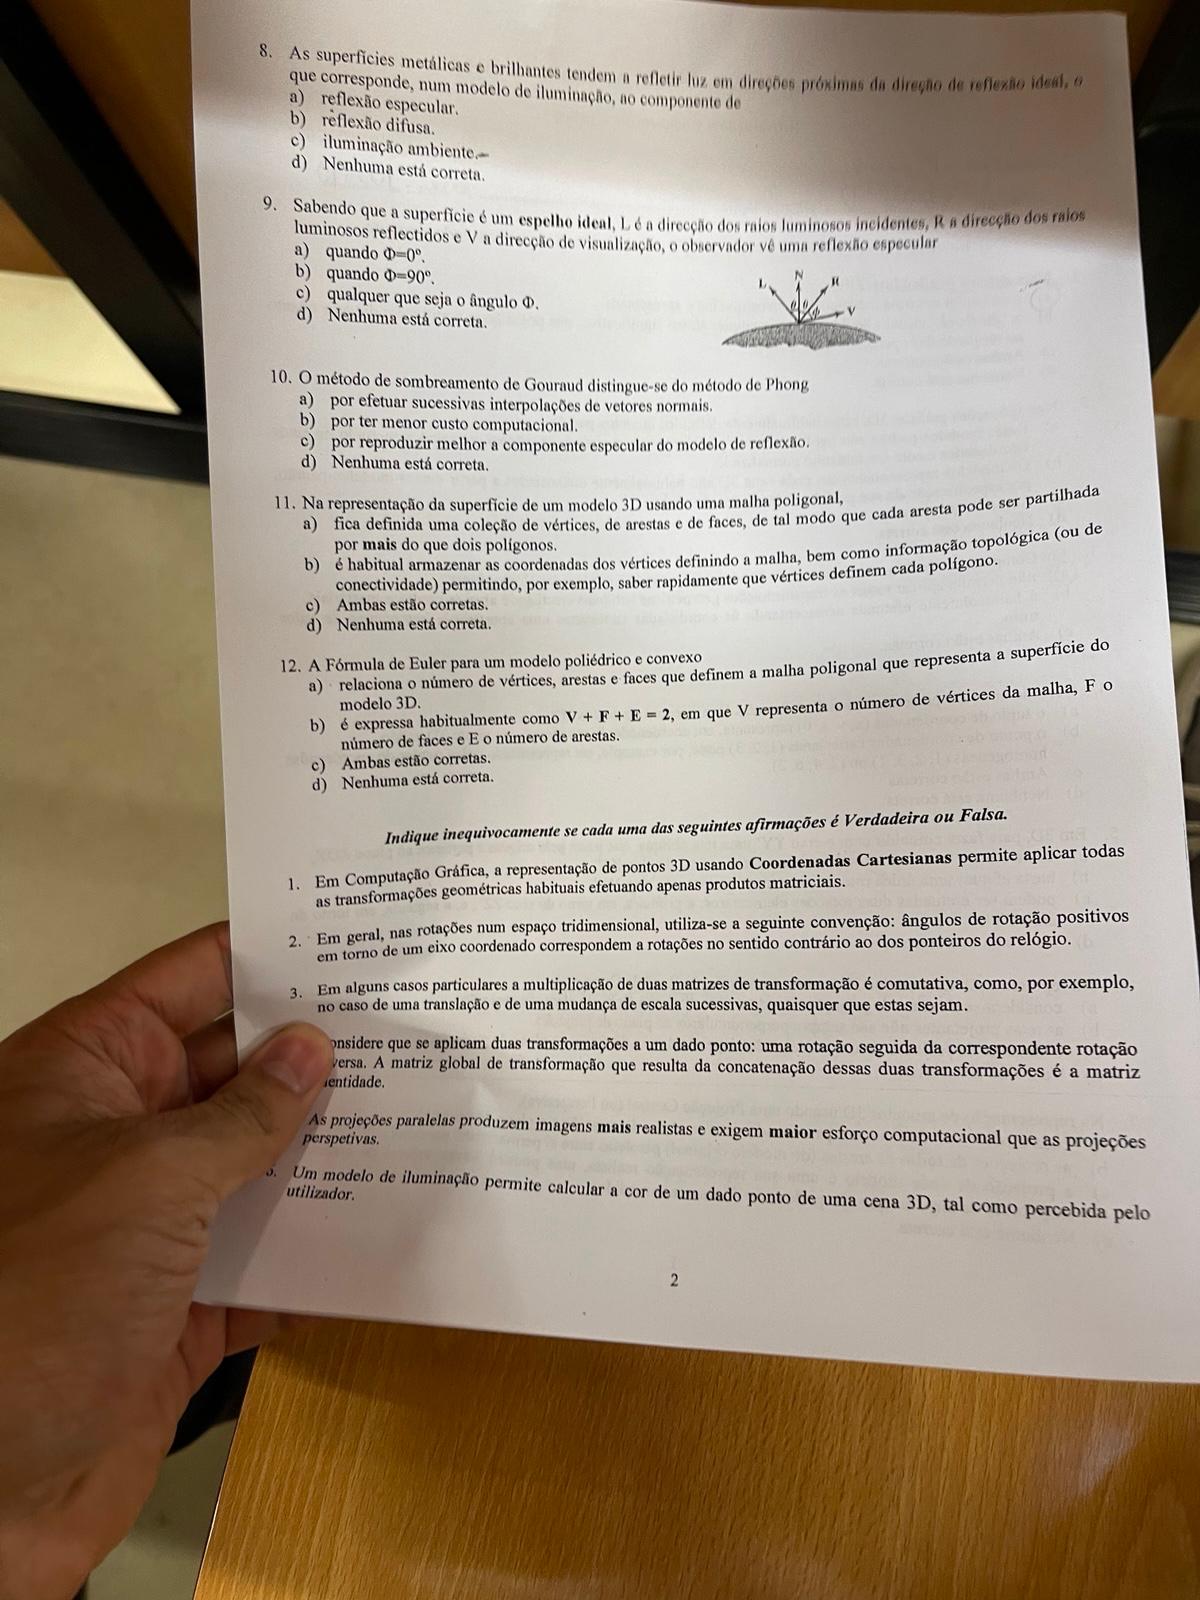 8. As superfícies metálicas e brilhantes tendem a refletir luz em direções próximas da direção de reflexão ideal, o
que corresponde, num modelo de iluminação, ao componente de
a) reflexão especular.
b) reflexão difusa.
c) iluminação ambiente.
d) Nenhuma está correta.
9. Sabendo que a superfície é um espelho ideal, L é a direcção dos raios luminosos incidentes, R a direcção dos raios
luminosos reflectidos e V a direcção de visualização, o observador vê uma reflexão especular
a) quando Φ=0º.
b) quando Φ=90º.
c) qualquer que seja o ângulo Φ.
d) Nenhuma está correta.
L N R
V
10. O método de sombreamento de Gouraud distingue-se do método de Phong
a) por efetuar sucessivas interpolações de vetores normais.
b) por ter menor custo computacional.
c) por reproduzir melhor a componente especular do modelo de reflexão.
d) Nenhuma está correta.
11. Na representação da superfície de um modelo 3D usando uma malha poligonal,
a) fica definida uma coleção de vértices, de arestas e de faces, de tal modo que cada aresta pode ser partilhada
por mais do que dois polígonos.
b) é habitual armazenar as coordenadas dos vértices definindo a malha, bem como informação topológica (ou de
conectividade) permitindo, por exemplo, saber rapidamente que vértices definem cada polígono.
c) Ambas estão corretas.
d) Nenhuma está correta.
12. A Fórmula de Euler para um modelo poliédrico e convexo
a) relaciona o número de vértices, arestas e faces que definem a malha poligonal que representa a superfície do
modelo 3D.
b) é expressa habitualmente como V + F + E = 2, em que V representa o número de vértices da malha, F o
número de faces e E o número de arestas.
c) Ambas estão corretas.
d) Nenhuma está correta.
Indique inequivocamente se cada uma das seguintes afirmações é Verdadeira ou Falsa.
1. Em Computação Gráfica, a representação de pontos 3D usando Coordenadas Cartesianas permite aplicar todas
as transformações geométricas habituais efetuando apenas produtos matriciais.
2. Em geral, nas rotações num espaço tridimensional, utiliza-se a seguinte convenção: ângulos de rotação positivos
em torno de um eixo coordenado correspondem a rotações no sentido contrário ao dos ponteiros do relógio.
3. Em alguns casos particulares a multiplicação de duas matrizes de transformação é comutativa, como, por exemplo,
no caso de uma translação e de uma mudança de escala sucessivas, quaisquer que estas sejam.
onsidere que se aplicam duas transformações a um dado ponto: uma rotação seguida da correspondente rotação
versa. A matriz global de transformação que resulta da concatenação dessas duas transformações é a matriz
entidade.
As projeções paralelas produzem imagens mais realistas e exigem maior esforço computacional que as projeções
perspetivas.
Um modelo de iluminação permite calcular a cor de um dado ponto de uma cena 3D, tal como percebida pelo
utilizador.
2